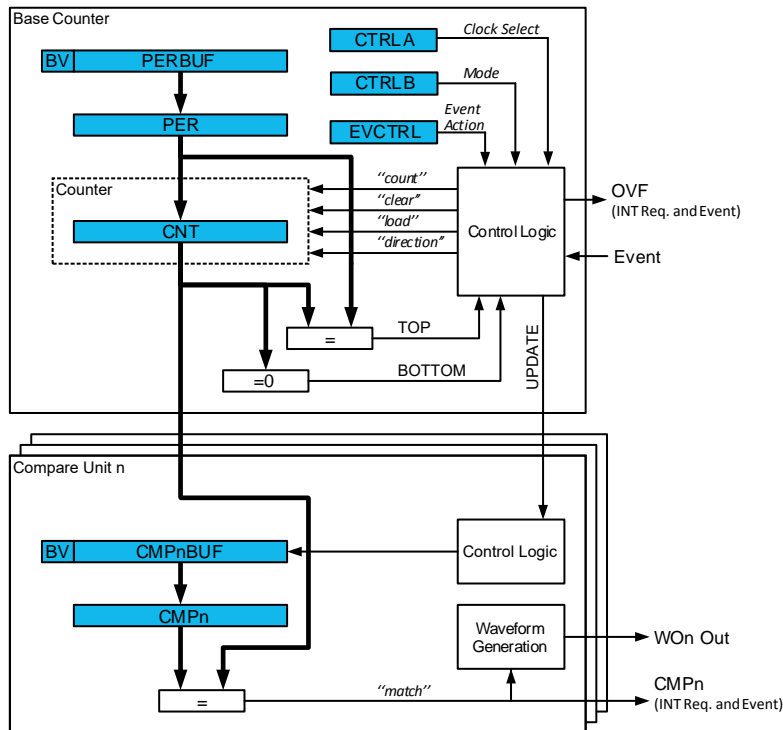 Base Counter
CTRLA
Clock Select
BV
PERBUF
CTRLB
Mode
PER
EVCTRL
Event
Action
Counter
CNT
"count"
"clear"
"load"
"direction"
Control Logic
OVF
(INT Req. and Event)
Event
=
TOP
=0
BOTTOM
UPDATE
Compare Unit n
BV
CMPnBUF
Control Logic
CMPn
Waveform
Generation
WOn Out
=
"match"
CMPn
(INT Req. and Event)